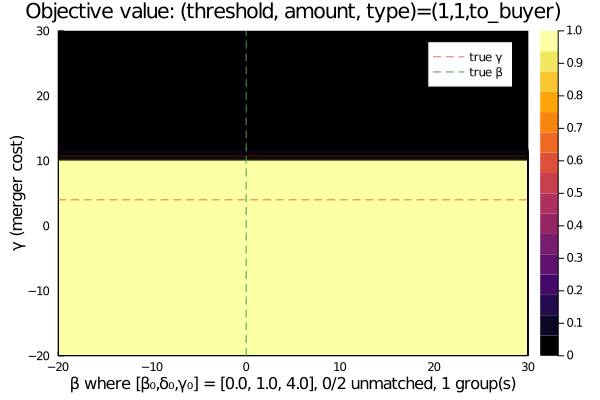 Objective value: (threshold, amount, type)=(1,1,to_buyer)
30
20
10
0
−10
−20
γ (merger cost)
true γ
true β
1.0
0.9
0.8
0.7
0.6
0.5
0.4
0.3
0.2
0.1
0
−20 −10 0 10 20 30
β where [β₀,δ₀,γ₀] = [0.0, 1.0, 4.0], 0/2 unmatched, 1 group(s)